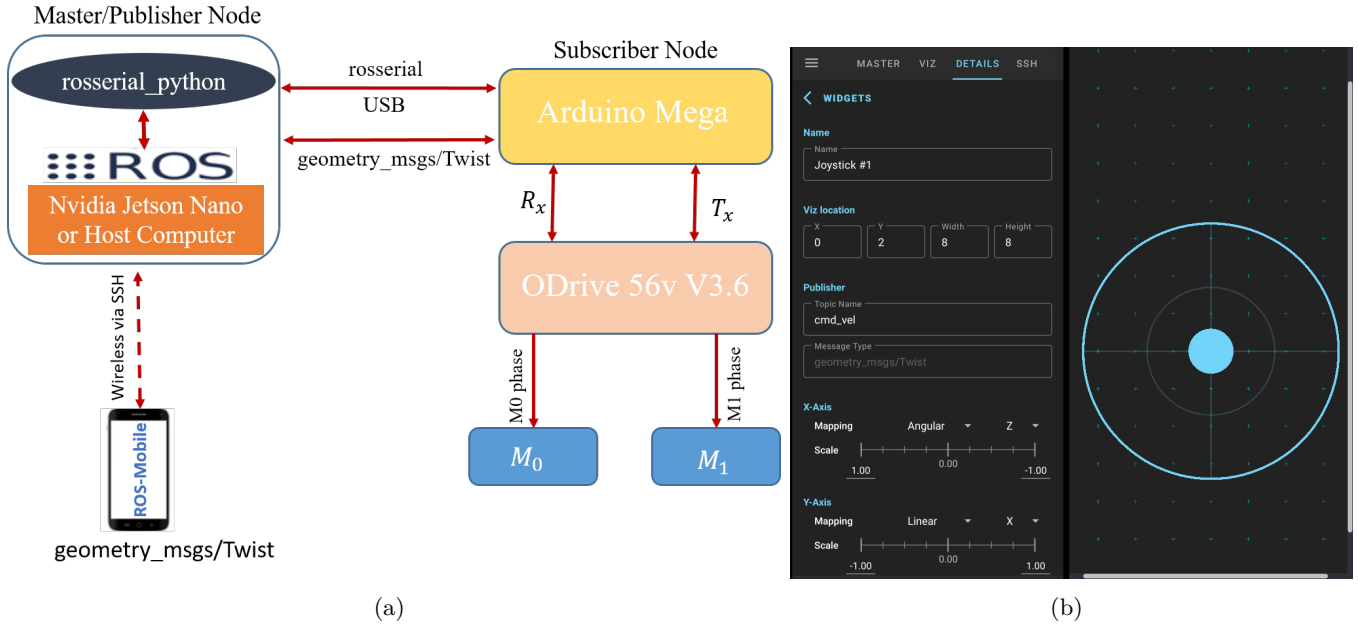 Master/Publisher Node
rosserial_python
ROS
Nvidia Jetson Nano
or Host Computer
rosserial
USB
geometry_msgs/Twist
Subscriber Node
Arduino Mega
Rx
Tx
ODrive 56v V3.6
M0 phase
M1 phase
M0
M1
Wireless via SSH
ROS-Mobile
geometry_msgs/Twist
(a)
MASTER VIZ DETAILS SSH
WIDGETS
Name
Name
Joystick #1
Viz location
X Y Width Height
0 2 8 8
Publisher
Topic Name
cmd_vel
Message Type
geometry_msgs/Twist
X-Axis
Mapping Angular Z
Scale
0.00
1.00 -1.00
Y-Axis
Mapping Linear X
Scale
0.00
-1.00 1.00
(b)